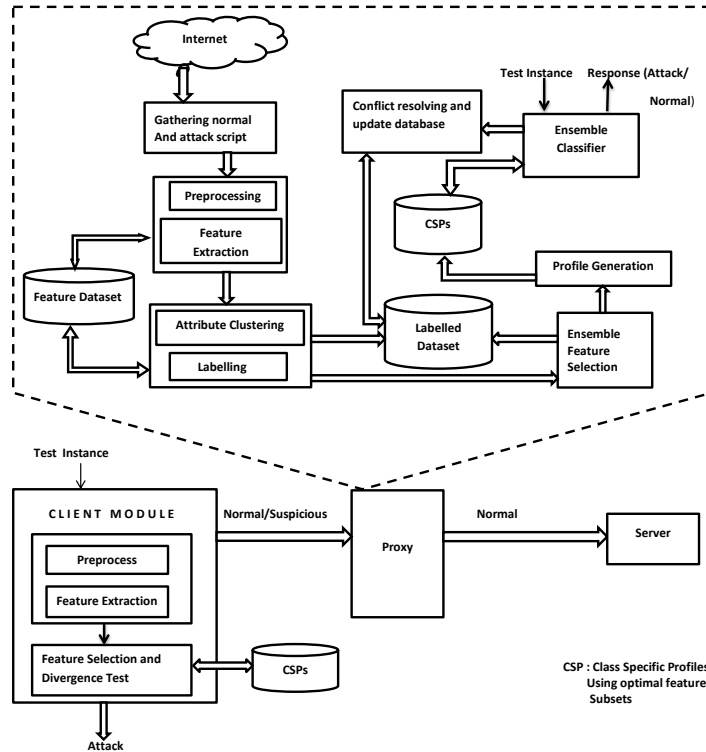 Internet
Test Instance
Response (Attack/
Normal)
Gathering normal
And attack script
Conflict resolving and
update database
Ensemble
Classifier
Preprocessing
Feature
Extraction
CSPs
Feature Dataset
Profile Generation
Attribute Clustering
Labelling
Labelled
Dataset
Ensemble
Feature
Selection
Test Instance
CLIENT MODULE
Normal/Suspicious
Proxy
Normal
Server
Preprocess
Feature Extraction
Feature Selection and
Divergence Test
CSPs
CSP : Class Specific Profiles
Using optimal feature
Subsets
Attack